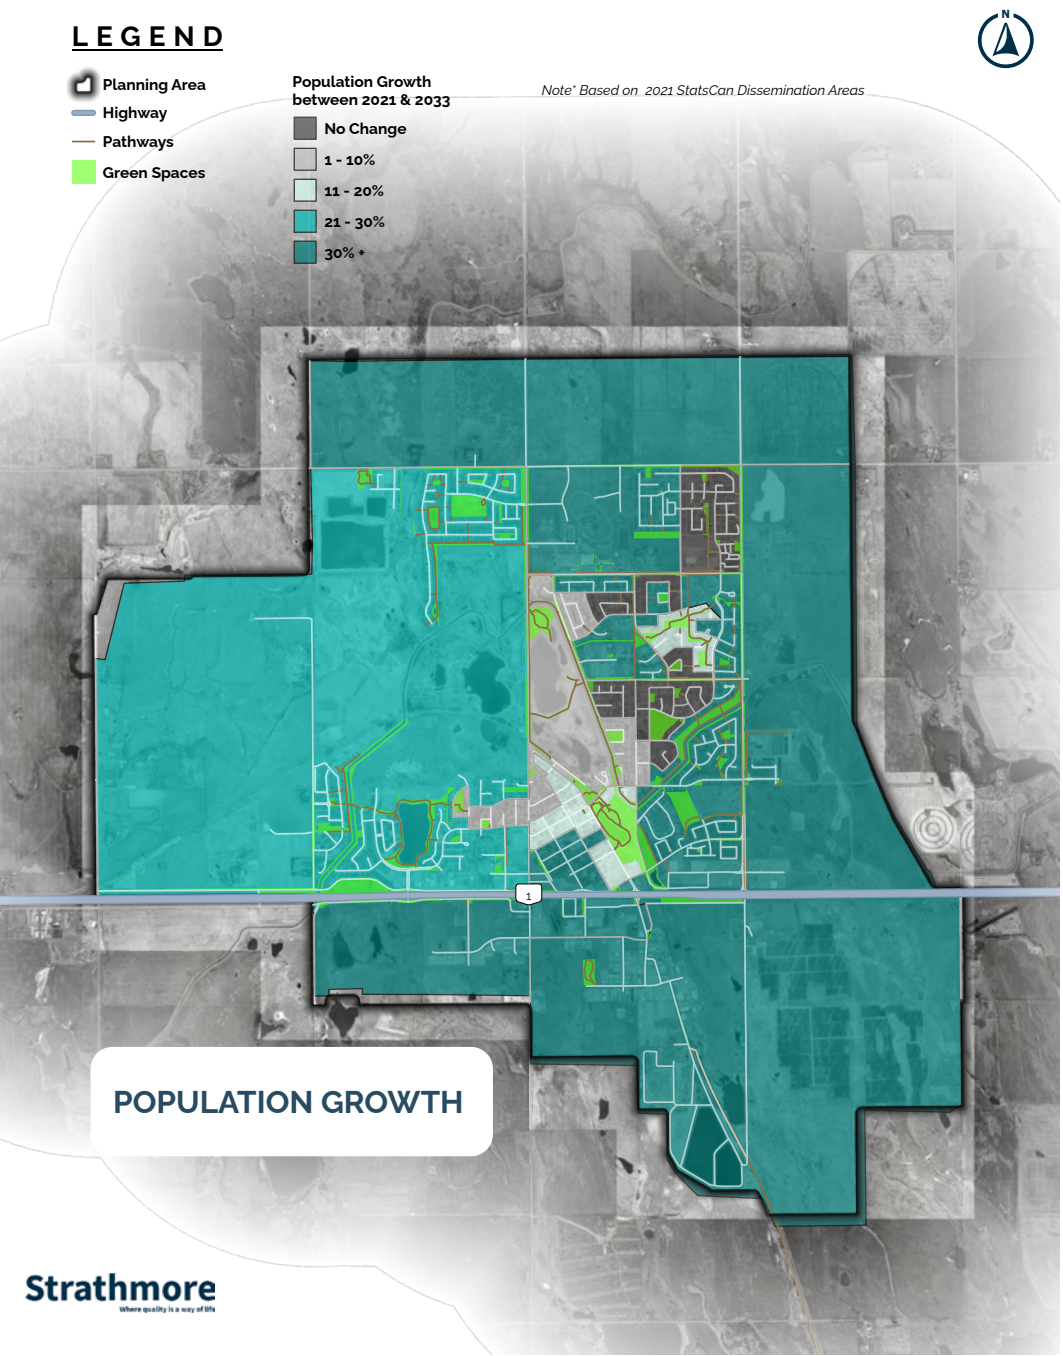 LEGEND
N
Planning Area
Highway
Pathways
Green Spaces
Population Growth
between 2021 & 2033
No Change
1 - 10%
11 - 20%
21 - 30%
30% +
Note* Based on 2021 StatsCan Dissemination Areas
1
POPULATION GROWTH
Strathmore
Where quality is a way of life